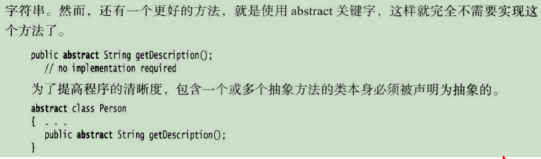 字符串。然而，还有一个更好的方法，就是使用 abstract 关键字，这样就完全不需要实现这
个方法了。
public abstract String getDescription();
// no implementation required
为了提高程序的清晰度，包含一个或多个抽象方法的类本身必须被声明为抽象的。
abstract class Person
{ . . .
public abstract String getDescription();
}